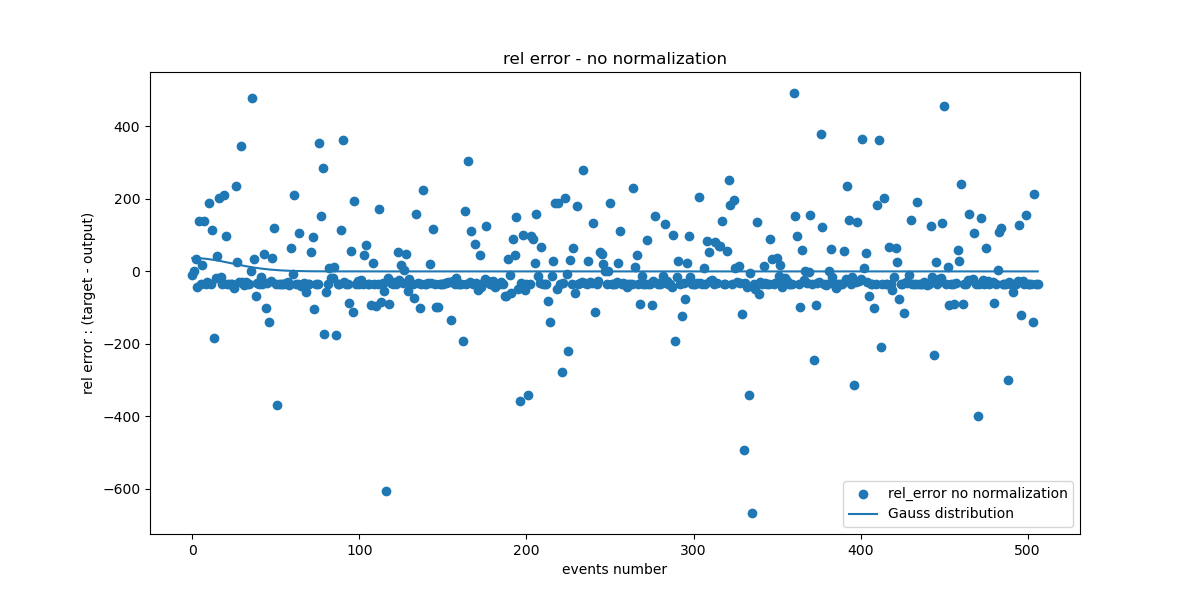 rel error - no normalization
rel error : (target - output)
400
200
0
−200
−400
−600
0 100 200 300 400 500
events number
rel_error no normalization
Gauss distribution